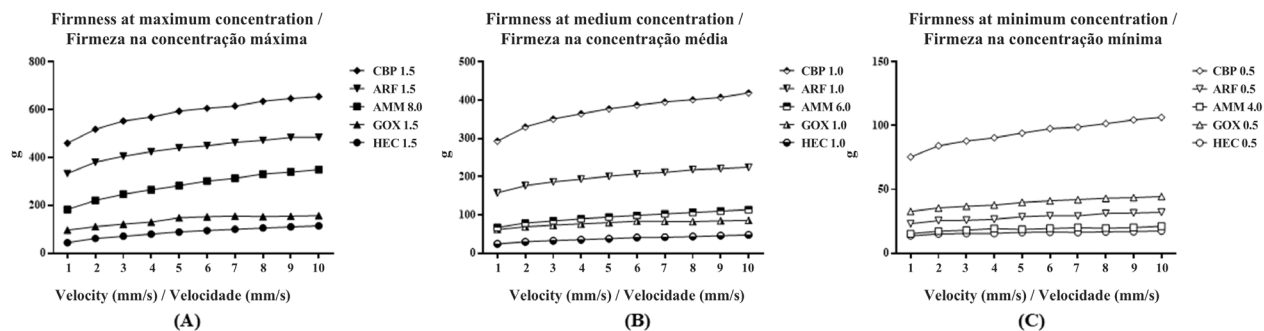 Firmness at maximum concentration /
Firmeza na concentração máxima
800
600
400
200
0
g
1 2 3 4 5 6 7 8 9 10
Velocity (mm/s) / Velocidade (mm/s)
CBP 1.5
ARF 1.5
AMM 8.0
GOX 1.5
HEC 1.5
(A)
Firmness at medium concentration /
Firmeza na concentração média
500
400
300
200
100
0
g
1 2 3 4 5 6 7 8 9 10
Velocity (mm/s) / Velocidade (mm/s)
CBP 1.0
ARF 1.0
AMM 6.0
GOX 1.0
HEC 1.0
(B)
Firmness at minimum concentration /
Firmeza na concentração mínima
150
100
50
0
g
1 2 3 4 5 6 7 8 9 10
Velocity (mm/s) / Velocidade (mm/s)
CBP 0.5
ARF 0.5
AMM 4.0
GOX 0.5
HEC 0.5
(C)